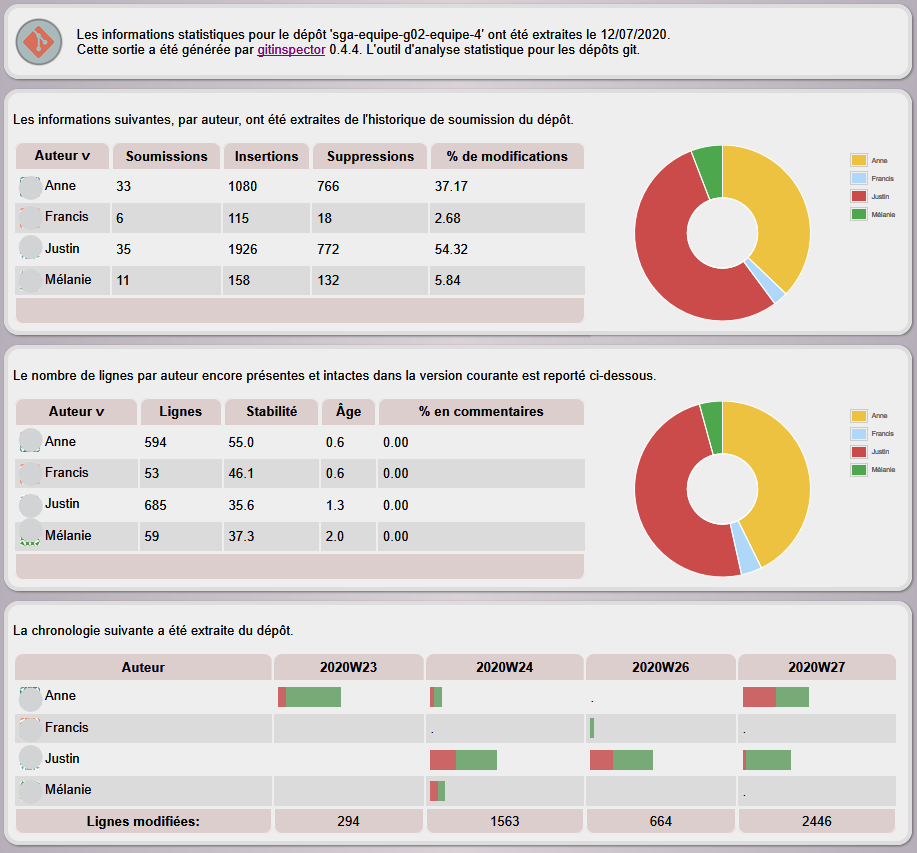 Les informations statistiques pour le dépôt 'sga-equipe-g02-equipe-4' ont été extraites le 12/07/2020.
Cette sortie a été générée par gitinspector 0.4.4. L'outil d'analyse statistique pour les dépôts git.
Les informations suivantes, par auteur, ont été extraites de l'historique de soumission du dépôt.
Auteur v Soumissions Insertions Suppressions % de modifications
Anne 33 1080 766 37.17
Francis 6 115 18 2.68
Justin 35 1926 772 54.32
Mélanie 11 158 132 5.84
Anne
Francis
Justin
Mélanie
Le nombre de lignes par auteur encore présentes et intactes dans la version courante est reporté ci-dessous.
Auteur v Lignes Stabilité Âge % en commentaires
Anne 594 55.0 0.6 0.00
Francis 53 46.1 0.6 0.00
Justin 685 35.6 1.3 0.00
Mélanie 59 37.3 2.0 0.00
Anne
Francis
Justin
Mélanie
La chronologie suivante a été extraite du dépôt.
Auteur 2020W23 2020W24 2020W26 2020W27
Anne .
Francis . .
Justin
Mélanie .
Lignes modifiées: 294 1563 664 2446